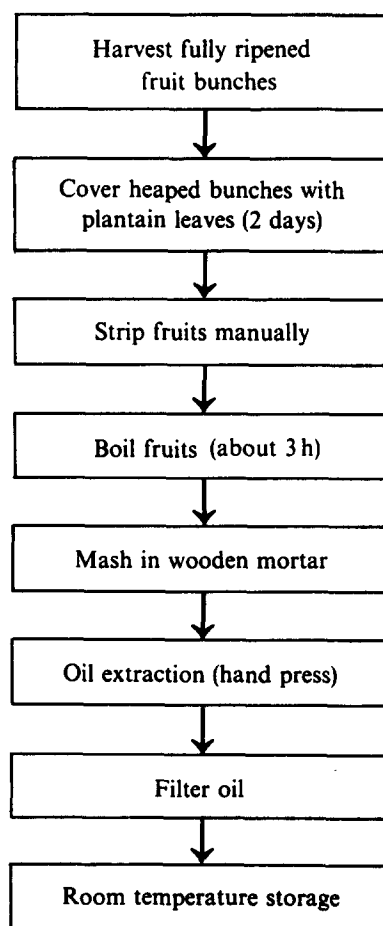 Harvest fully ripened
fruit bunches
Cover heaped bunches with
plantain leaves (2 days)
Strip fruits manually
Boil fruits (about 3 h)
Mash in wooden mortar
Oil extraction (hand press)
Filter oil
Room temperature storage